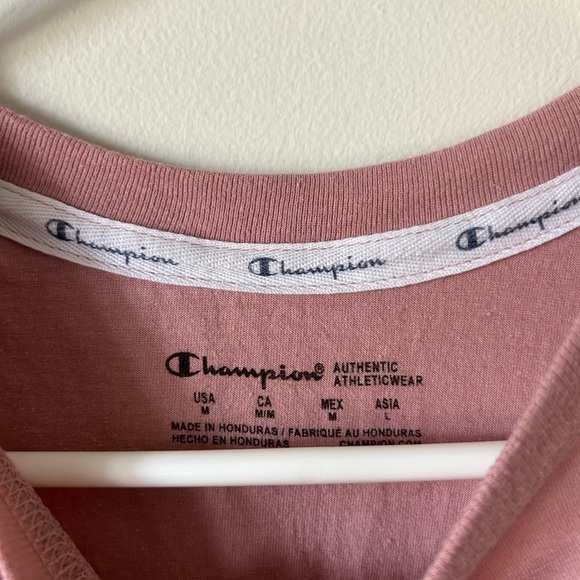 Champion
Champion
Champion
Champion® AUTHENTIC ATHLETICWEAR
USA CA MEX ASIA
M M/M M L
MADE IN HONDURAS / FABRIQUÉ AU HONDURAS
HECHO EN HONDURAS CHAMPION.COM